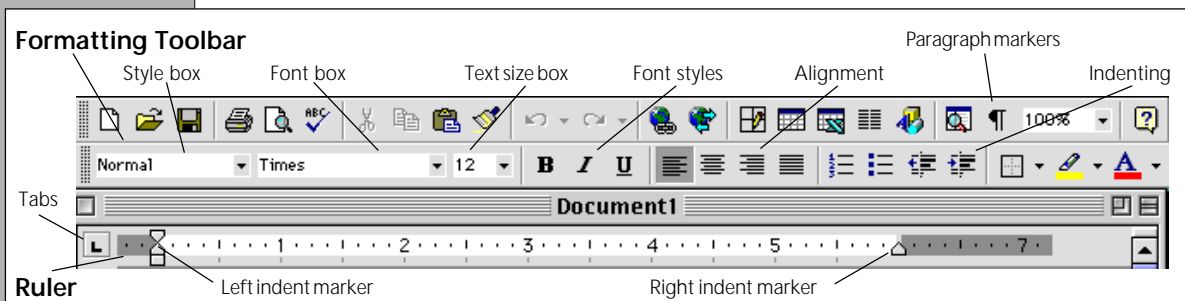 Formatting Toolbar
Paragraph markers
Style box Font box Text size box Font styles Alignment Indenting
ABC 100% ?
Normal Times 12 B I U A
Tabs
Document1
L 1 2 3 4 5 7
Ruler Left indent marker Right indent marker